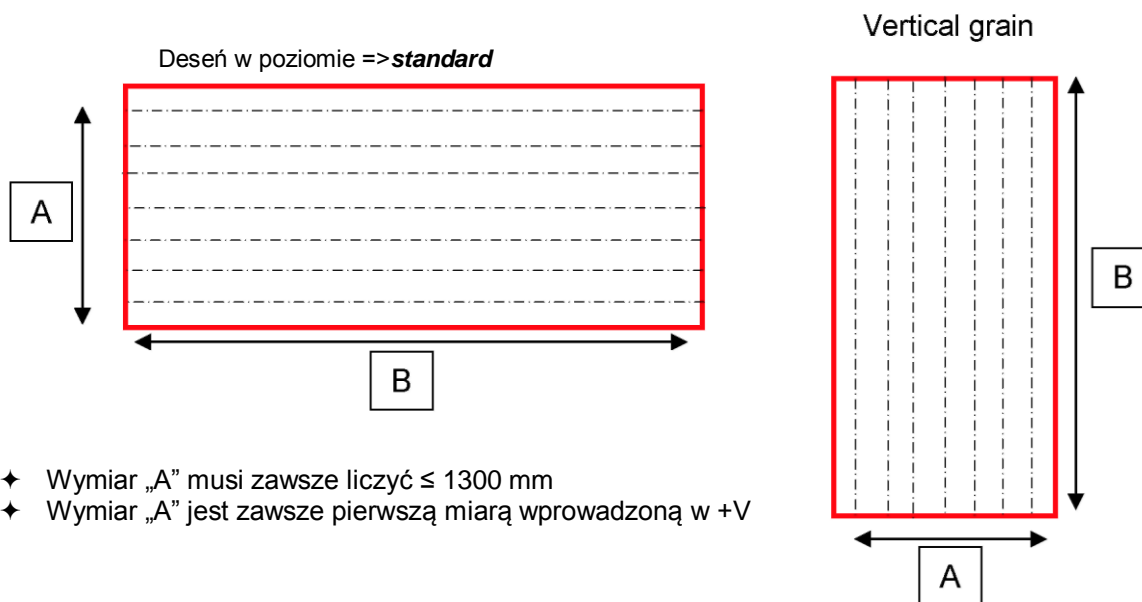 Vertical grain
Deseń w poziomie =>standard
A
B
B
A
✦ Wymiar „A” musi zawsze liczyć ≤ 1300 mm
✦ Wymiar „A” jest zawsze pierwszą miarą wprowadzoną w +V